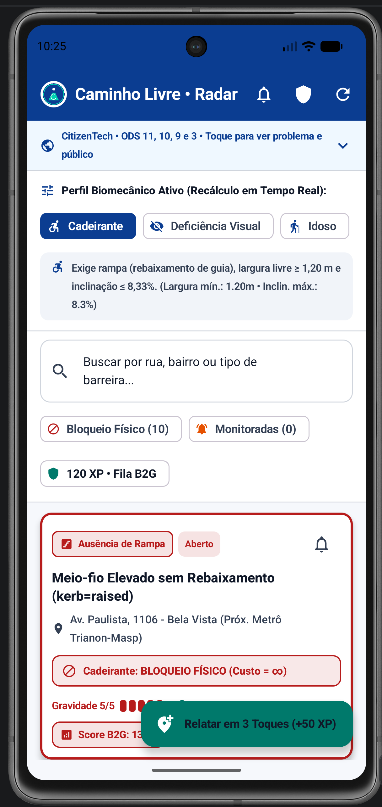 10:25
Caminho Livre • Radar
CitizenTech • ODS 11, 10, 9 e 3 • Toque para ver problema e
público
Perfil Biomecânico Ativo (Recálculo em Tempo Real):
Cadeirante
Deficiência Visual
Idoso
Exige rampa (rebaixamento de guia), largura livre ≥ 1,20 m e
inclinação ≤ 8,33%. (Largura mín.: 1.20m • Inclin. máx.:
8.3%)
Buscar por rua, bairro ou tipo de
barreira...
Bloqueio Físico (10)
Monitoradas (0)
120 XP • Fila B2G
Ausência de Rampa
Aberto
Meio-fio Elevado sem Rebaixamento
(kerb=raised)
Av. Paulista, 1106 - Bela Vista (Próx. Metrô
Trianon-Masp)
Cadeirante: BLOQUEIO FÍSICO (Custo = ∞)
Gravidade 5/5
Relatar em 3 Toques (+50 XP)
Score B2G: